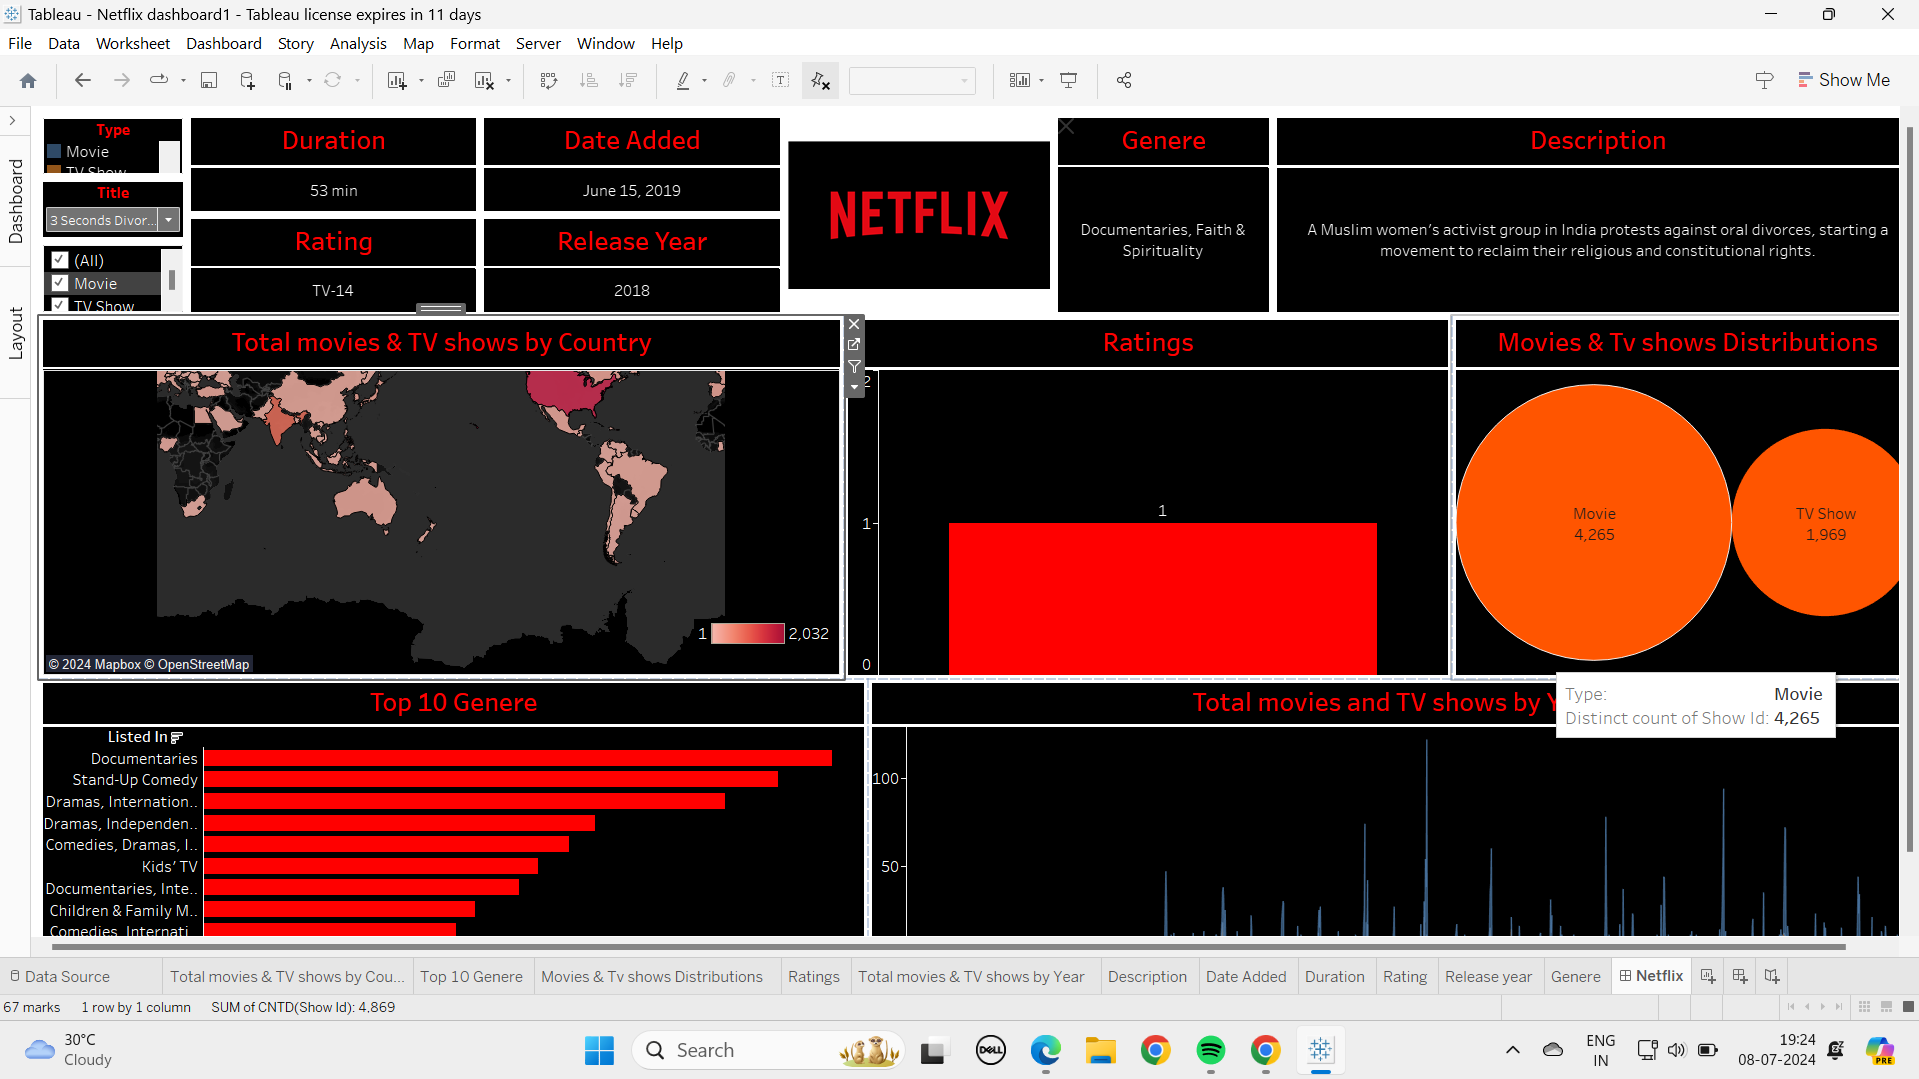 Tableau - Netflix dashboard1 - Tableau license expires in 11 days
File Data Worksheet Dashboard Story Analysis Map Format Server Window Help
Show Me
Dashboard
Layout
Type
Movie
TV Show
Title
3 Seconds Divor...
(All)
Movie
TV Show
Duration
53 min
Date Added
June 15, 2019
Rating
TV-14
Release Year
2018
NETFLIX
Genere
Documentaries, Faith &
Spirituality
Description
A Muslim women's activist group in India protests against oral divorces, starting a
movement to reclaim their religious and constitutional rights.
Total movies & TV shows by Country
1
2,032
© 2024 Mapbox © OpenStreetMap
Ratings
2
1
0
1
Movies & Tv shows Distributions
Movie
4,265
TV Show
1,969
Type: Movie
Distinct count of Show Id: 4,265
Top 10 Genere
Listed In
Documentaries
Stand-Up Comedy
Dramas, Internation..
Dramas, Independen..
Comedies, Dramas, I..
Kids' TV
Documentaries, Inte..
Children & Family M..
Comedies, Internati..
Total movies and TV shows by Y
100
50
Data Source
Total movies & TV shows by Cou...
Top 10 Genere
Movies & Tv shows Distributions
Ratings
Total movies & TV shows by Year
Description
Date Added
Duration
Rating
Release year
Genere
Netflix
67 marks 1 row by 1 column SUM of CNTD(Show Id): 4,869
30°C
Cloudy
Search
DELL
ENG
IN
19:24
08-07-2024
PRE